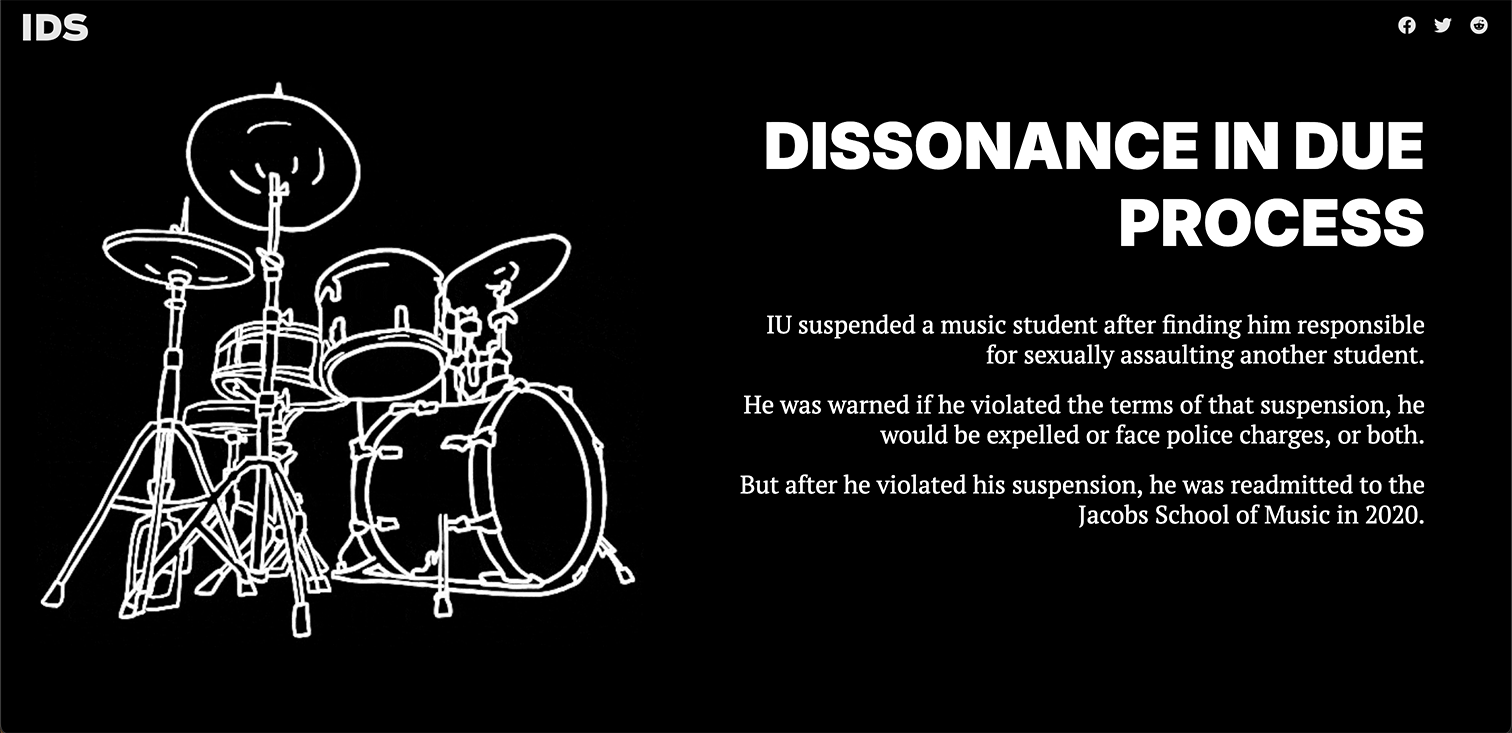 IDS
DISSONANCE IN DUE
PROCESS
IU suspended a music student after finding him responsible
for sexually assaulting another student.
He was warned if he violated the terms of that suspension, he
would be expelled or face police charges, or both.
But after he violated his suspension, he was readmitted to the
Jacobs School of Music in 2020.